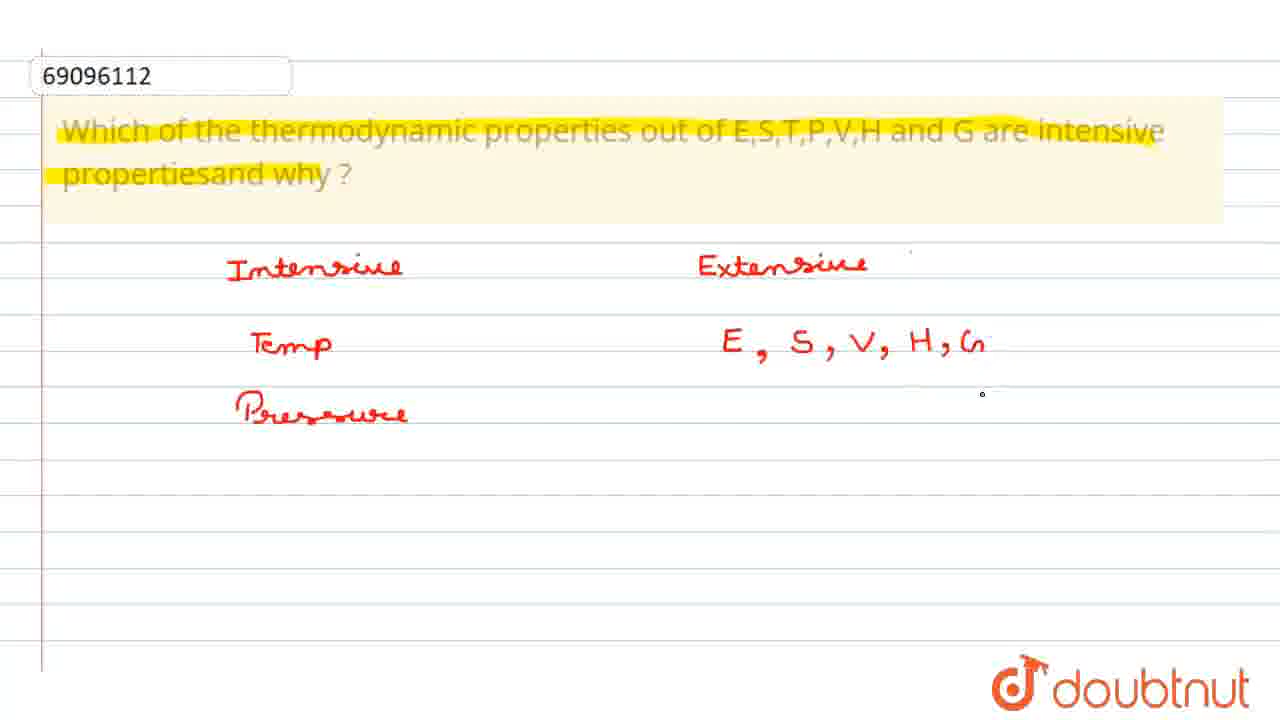 69096112
Which of the thermodynamic properties out of E,S,T,P,V,H and G are intensive
propertiesand why ?
Intensive Extensive
Temp E, S, V, H, G
Pressure
doubtnut